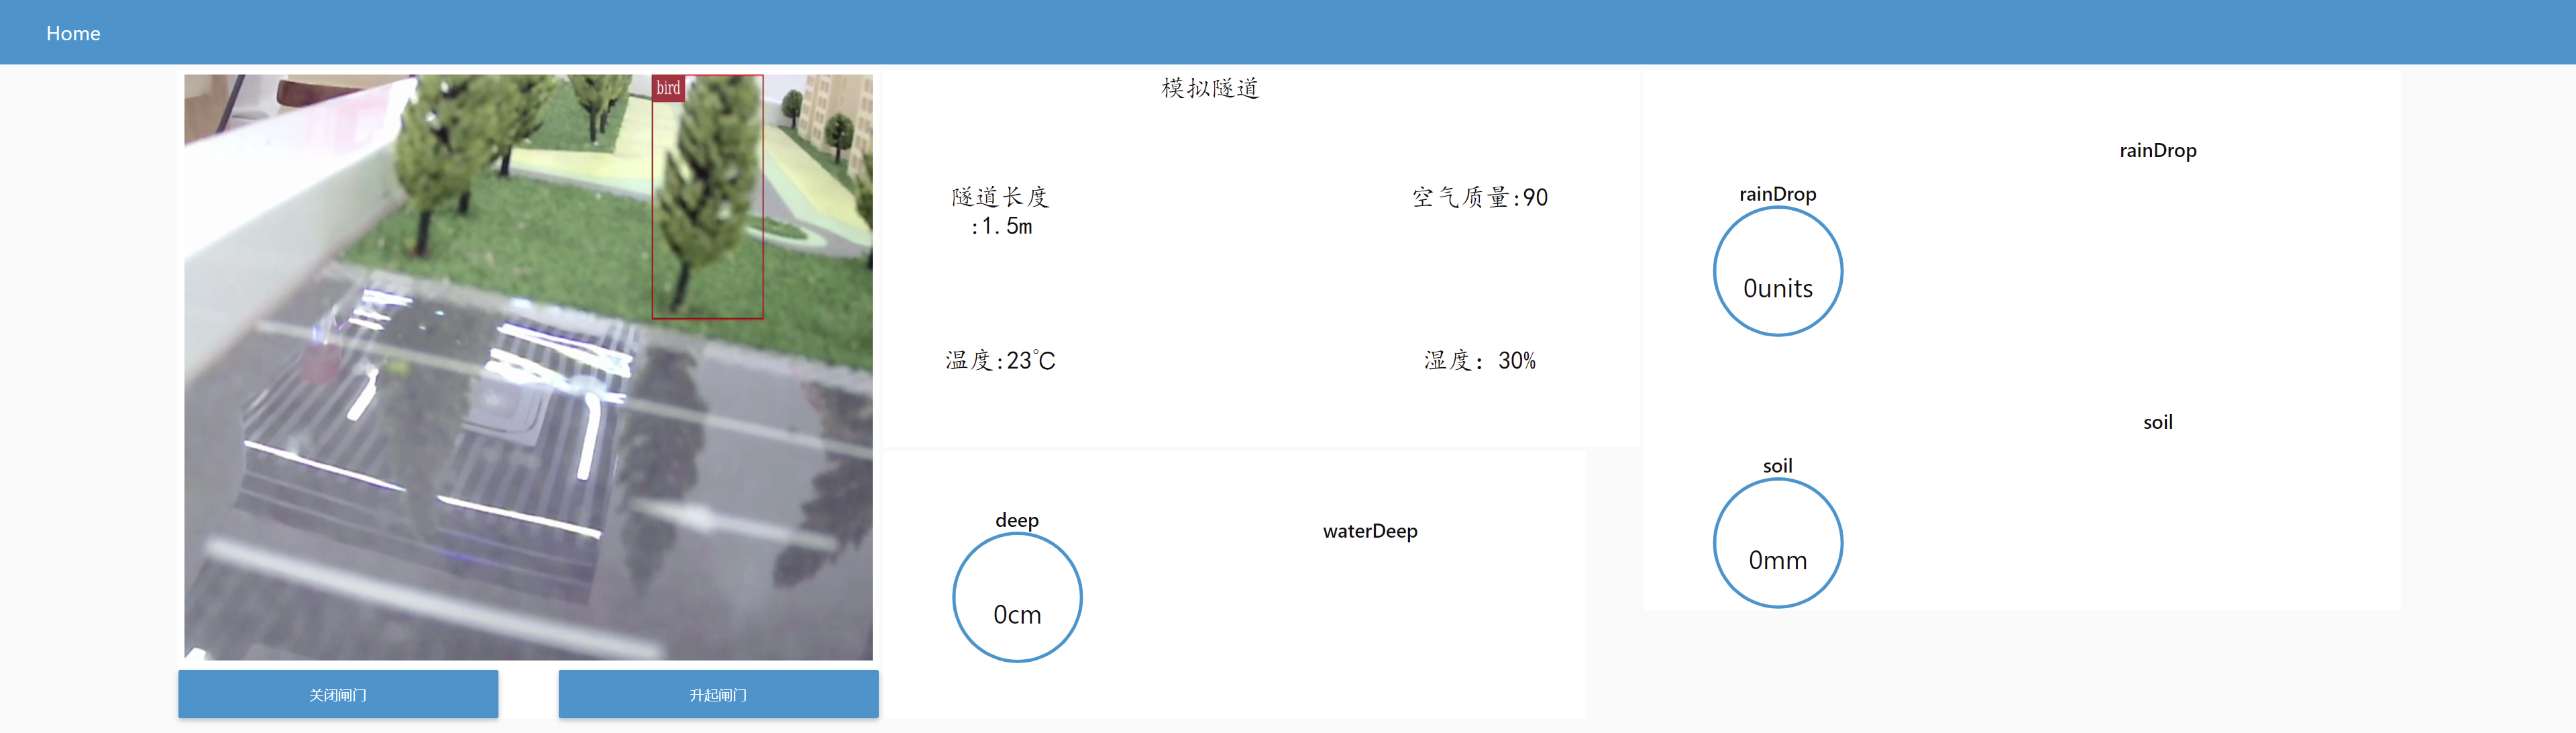 Home
bird
模拟隧道
隧道长度
:1.5m
空气质量:90
温度:23℃
湿度: 30%
deep
0cm
waterDeep
rainDrop
0units
rainDrop
soil
0mm
soil
关闭闸门
升起闸门